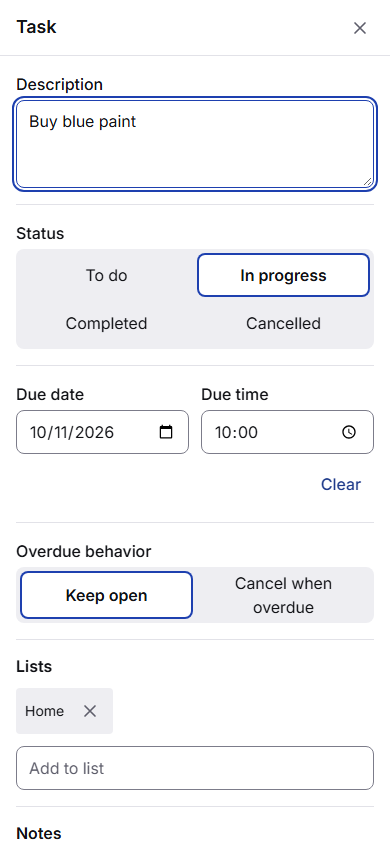 Task
Description
Buy blue paint
Status
To do
In progress
Completed
Cancelled
Due date
Due time
10/11/2026
10:00
Clear
Overdue behavior
Keep open
Cancel when
overdue
Lists
Home
Add to list
Notes